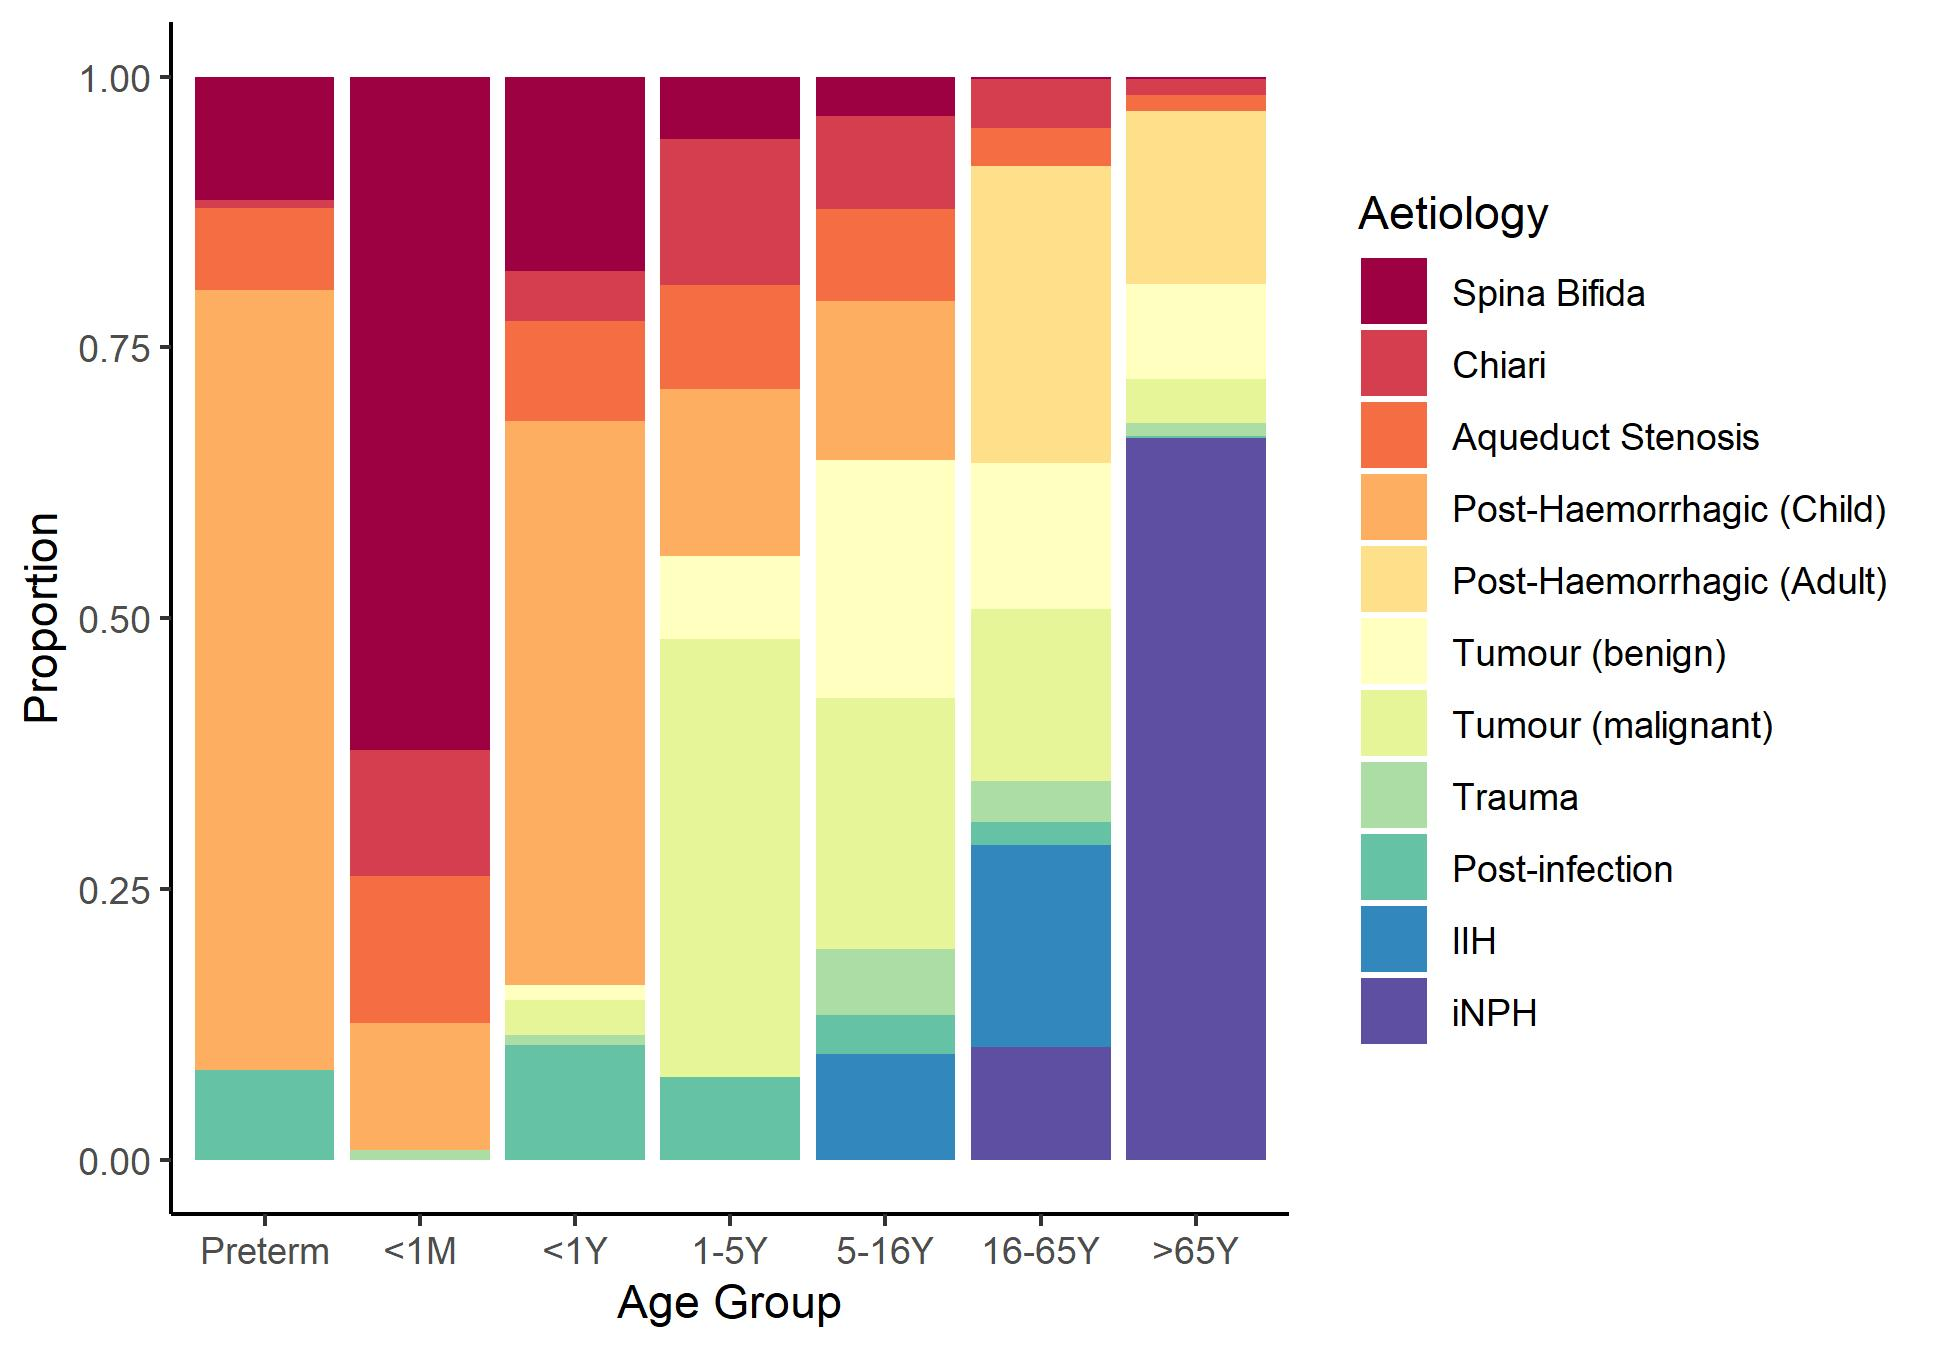 1.00
0.75
0.50
0.25
0.00
Proportion
Preterm <1M <1Y 1-5Y 5-16Y 16-65Y >65Y
Age Group
Aetiology
Spina Bifida
Chiari
Aqueduct Stenosis
Post-Haemorrhagic (Child)
Post-Haemorrhagic (Adult)
Tumour (benign)
Tumour (malignant)
Trauma
Post-infection
IIH
iNPH